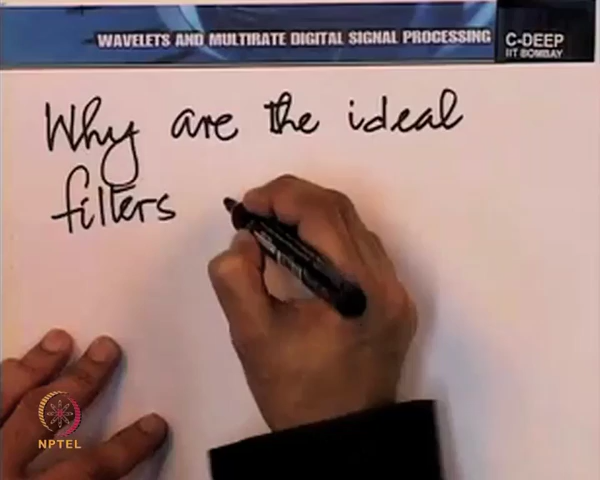 WAVELETS AND MULTIRATE DIGITAL SIGNAL PROCESSING
C-DEEP
IIT BOMBAY
Why are the ideal
filters
NPTEL